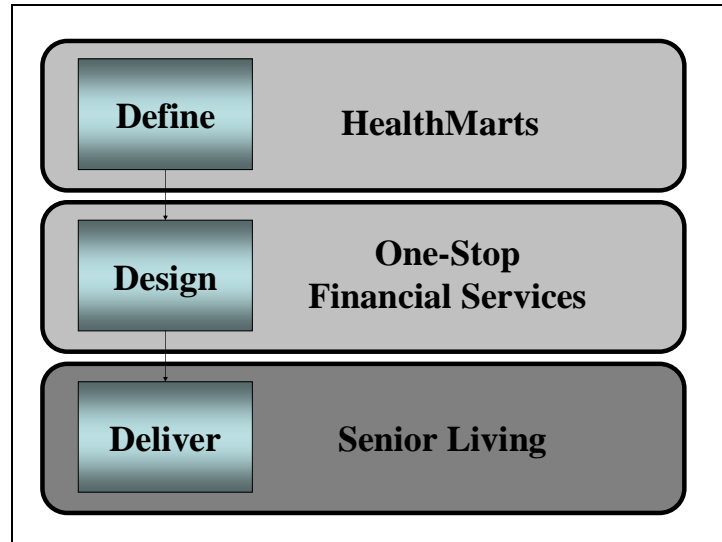 Define
HealthMarts
Design
One-Stop
Financial Services
Deliver
Senior Living